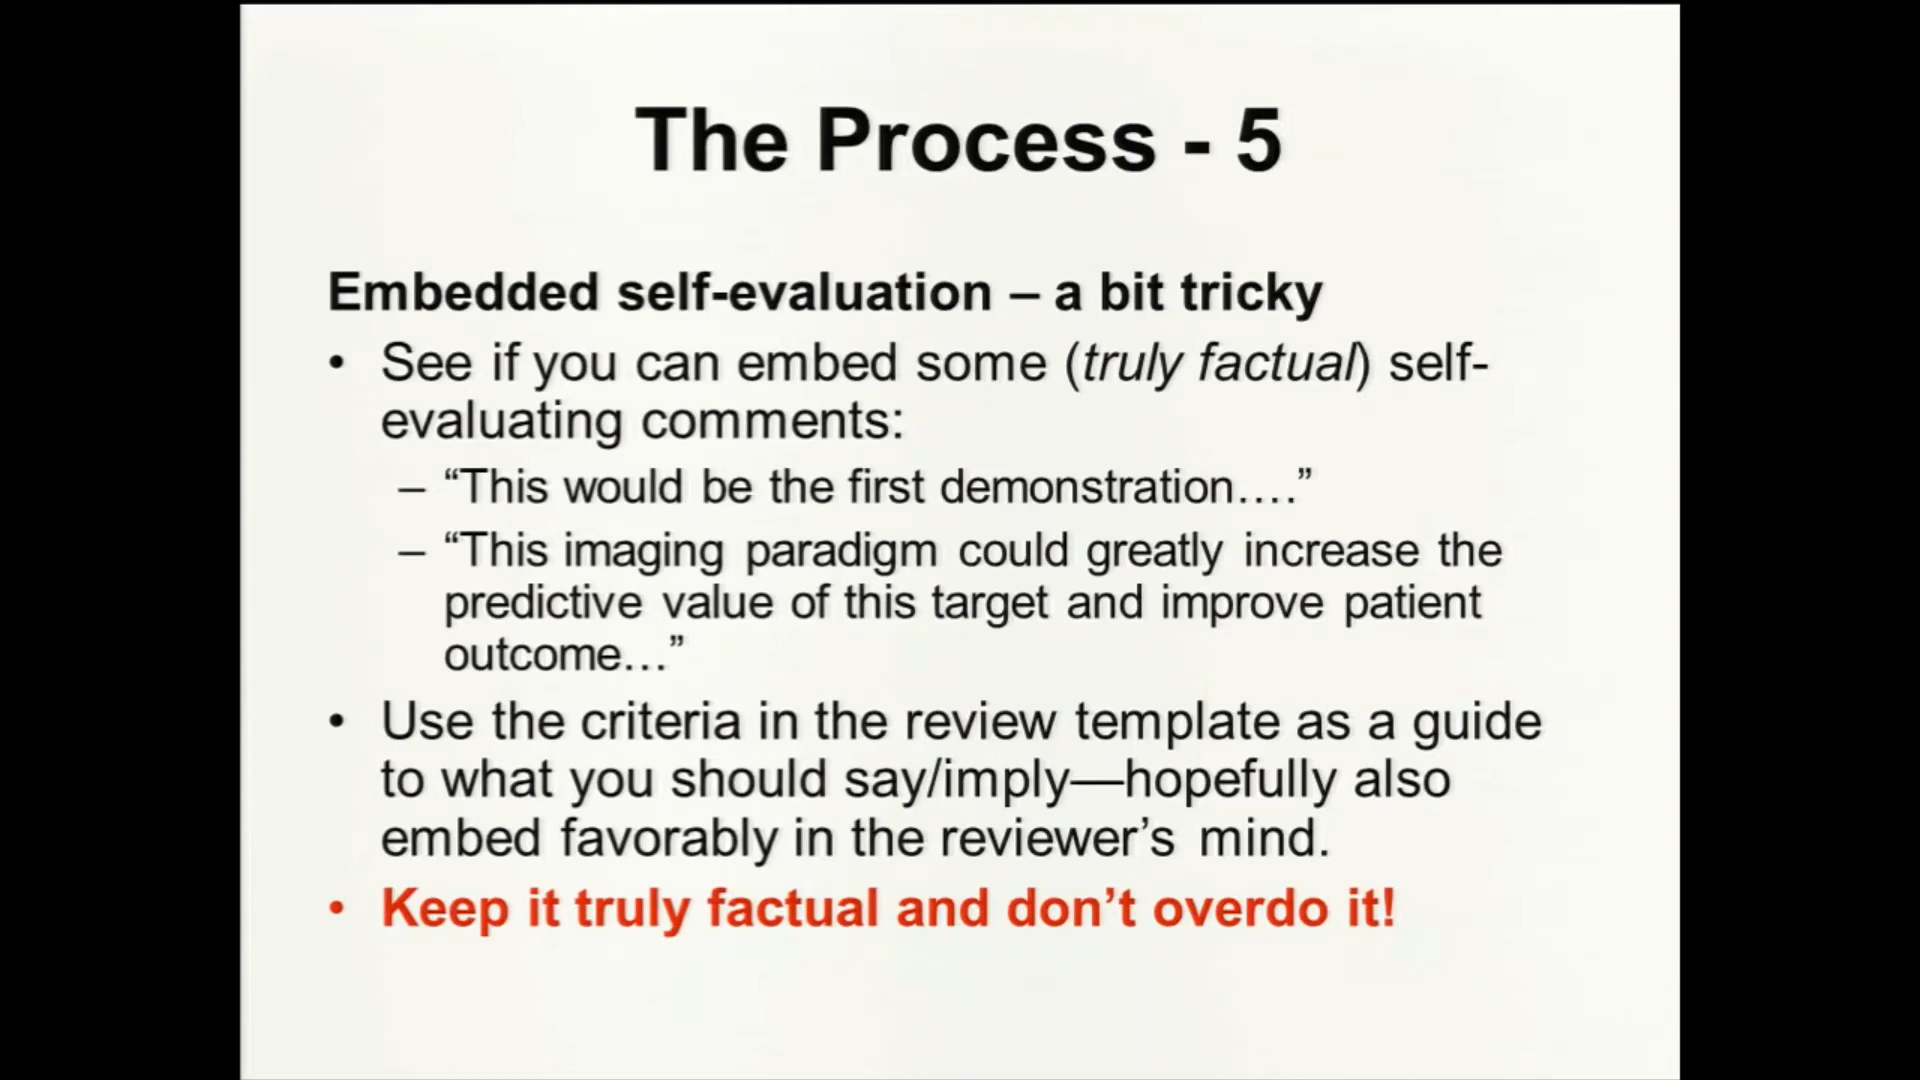 The Process - 5
Embedded self-evaluation – a bit tricky
• See if you can embed some (truly factual) self-
evaluating comments:
– “This would be the first demonstration….”
– “This imaging paradigm could greatly increase the
predictive value of this target and improve patient
outcome…”
• Use the criteria in the review template as a guide
to what you should say/imply—hopefully also
embed favorably in the reviewer’s mind.
• Keep it truly factual and don’t overdo it!